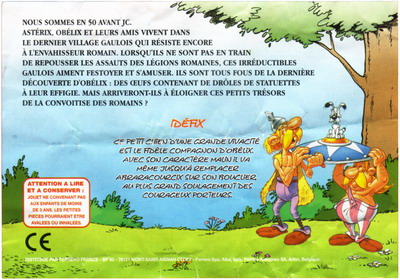 NOUS SOMMES EN 50 AVANT JC.
ASTÉRIX, OBÉLIX ET LEURS AMIS VIVENT DANS
LE DERNIER VILLAGE GAULOIS QUI RÉSISTE ENCORE
À L'ENVAHISSEUR ROMAIN. LORSQU'ILS NE SONT PAS EN TRAIN
DE REPOUSSER LES ASSAUTS DES LÉGIONS ROMAINES, CES IRRÉDUCTIBLES
GAULOIS AIMENT FESTOYER ET S'AMUSER. ILS SONT TOUS FOUS DE LA DERNIÈRE
DÉCOUVERTE D'OBÉLIX : DES ŒUFS CONTENANT DE DRÔLES DE STATUETTES
À LEUR EFFIGIE. MAIS ARRIVERONT-ILS À ÉLOIGNER CES PETITS TRÉSORS
DE LA CONVOITISE DES ROMAINS ?
IDÉFIX
CE PETIT CHIEN D'UNE GRANDE VIVACITÉ
EST LE FIDÈLE COMPAGNON D'OBÉLIX.
AVEC SON CARACTÈRE MALIN IL VA
MÊME JUSQU'À REMPLACER
ABRARACOURCIX SUR SON BOUCLIER,
AU PLUS GRAND SOULAGEMENT DES
COURAGEUX PORTEURS.
ATTENTION A LIRE
ET A CONSERVER :
JOUET NE CONVENANT PAS
AUX ENFANTS DE MOINS
DE 3 ANS. LES PETITES
PIÈCES POURRAIENT ÊTRE
AVALÉES OU INHALÉES.
CE